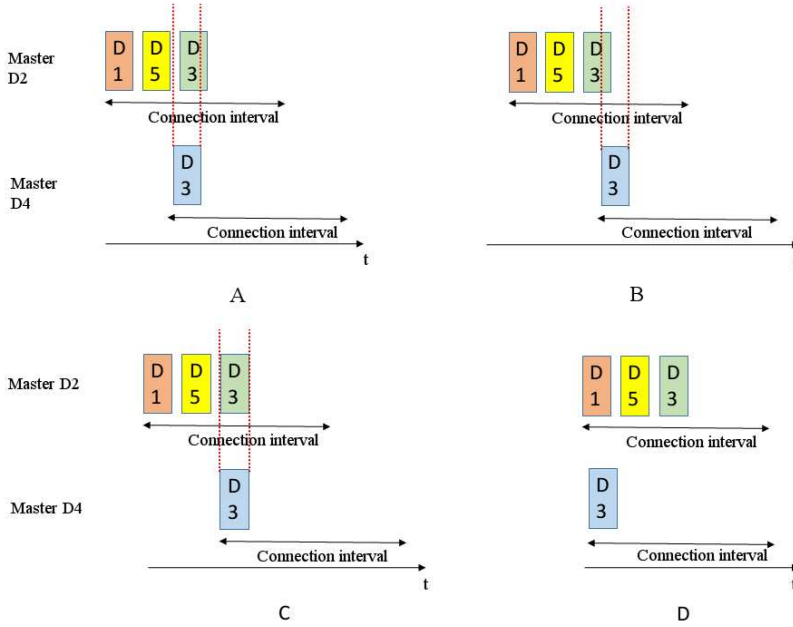 Master
D2
D
1
D
5
D
3
Connection interval
Master
D4
D
3
Connection interval
t
A
D
1
D
5
D
3
Connection interval
D
3
Connection interval
B
Master D2
D
1
D
5
D
3
Connection interval
Master D4
D
3
Connection interval
t
C
D
1
D
5
D
3
Connection interval
D
3
Connection interval
t
D